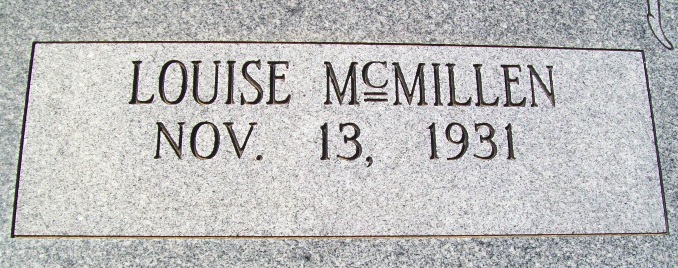 LOUISE McMILLEN
NOV. 13, 1931